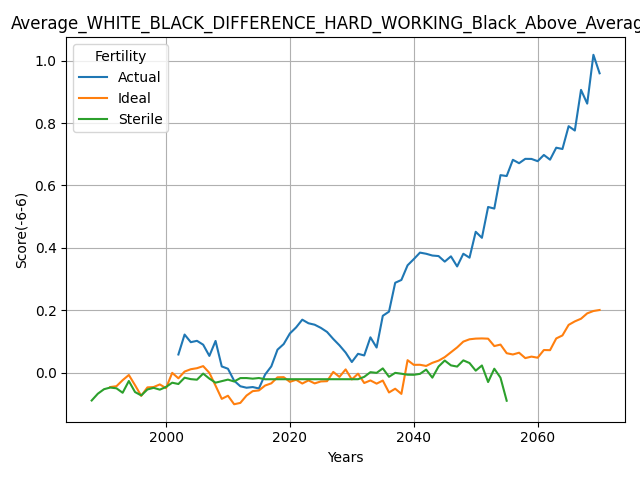 Average_WHITE_BLACK_DIFFERENCE_HARD_WORKING_Black_Above_Averag
Fertility
Actual
Ideal
Sterile
1.0
0.8
0.6
0.4
0.2
0.0
Score(-6-6)
2000 2020 2040 2060
Years